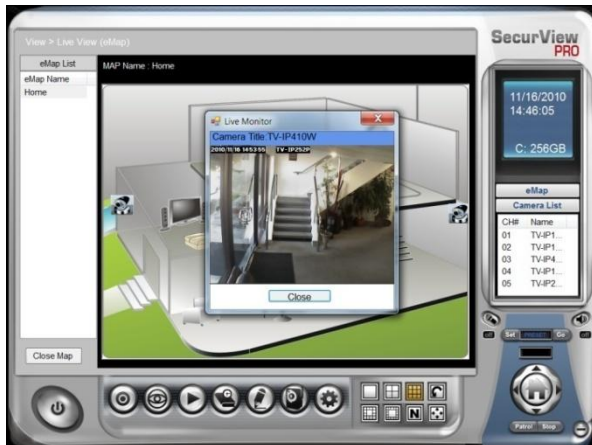 View > Live View (eMap)
SecurView
PRO
eMap List
eMap Name
Home
MAP Name : Home
Live Monitor
Camera Title:TV-IP410W
2010/11/16 14:53:55 TV-IP252P
Close
11/16/2010
14:46:05
C: 256GB
eMap
Camera List
CH# Name
01 TV-IP1...
02 TV-IP1...
03 TV-IP4...
04 TV-IP1...
05 TV-IP2...
off Set PRESET Go off
Close Map
N
Patrol Stop